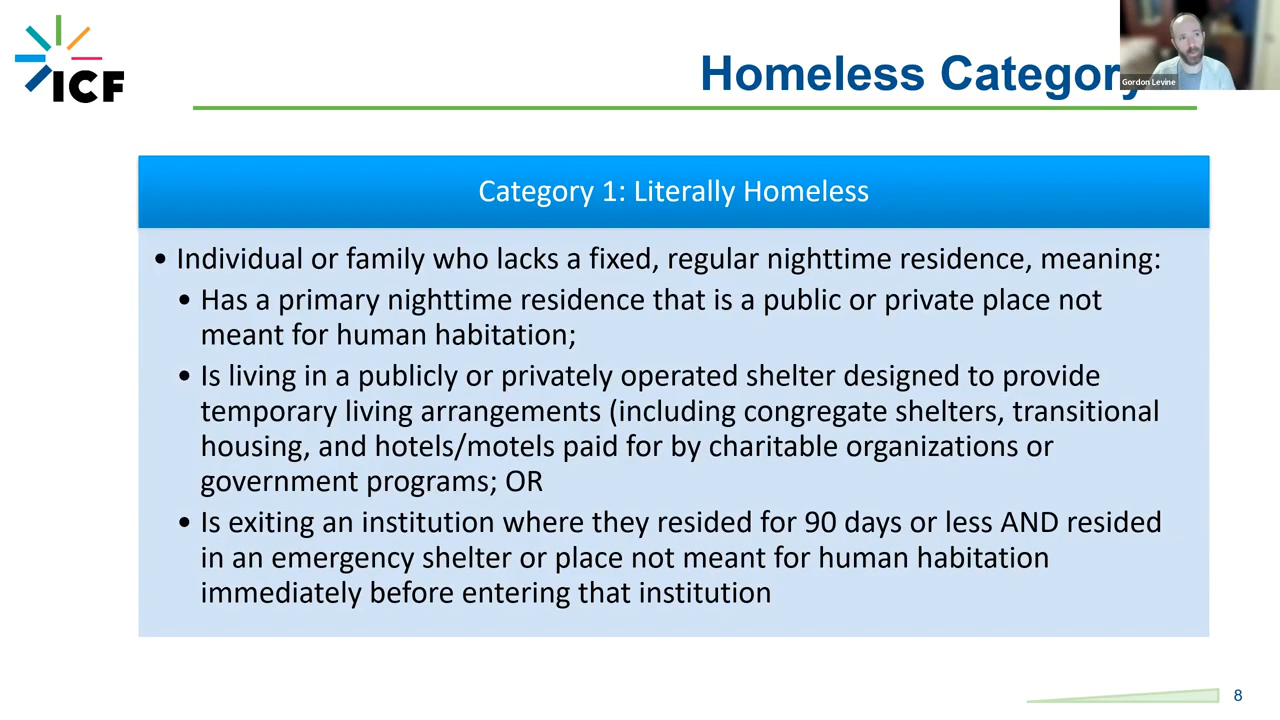 ICF
Homeless Category
Gordon Levine
Category 1: Literally Homeless
• Individual or family who lacks a fixed, regular nighttime residence, meaning:
• Has a primary nighttime residence that is a public or private place not
meant for human habitation;
• Is living in a publicly or privately operated shelter designed to provide
temporary living arrangements (including congregate shelters, transitional
housing, and hotels/motels paid for by charitable organizations or
government programs; OR
• Is exiting an institution where they resided for 90 days or less AND resided
in an emergency shelter or place not meant for human habitation
immediately before entering that institution
8